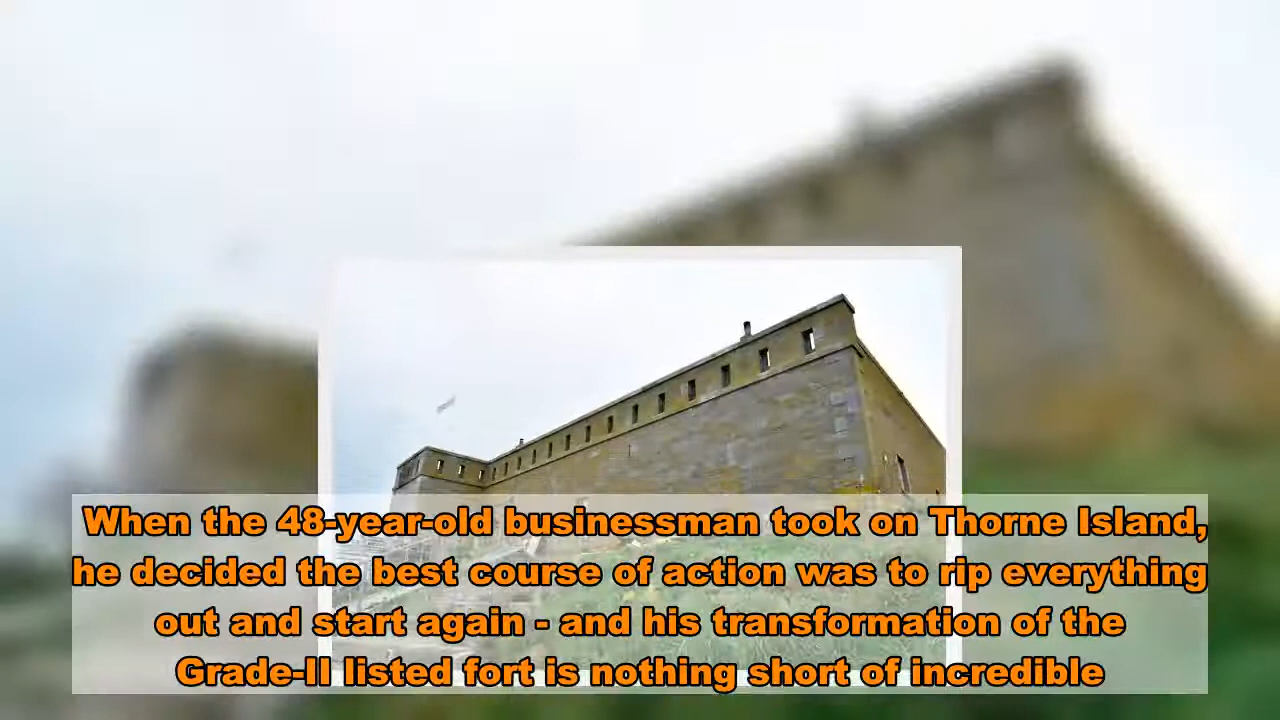 When the 48-year-old businessman took on Thorne Island,
he decided the best course of action was to rip everything
out and start again - and his transformation of the
Grade-II listed fort is nothing short of incredible